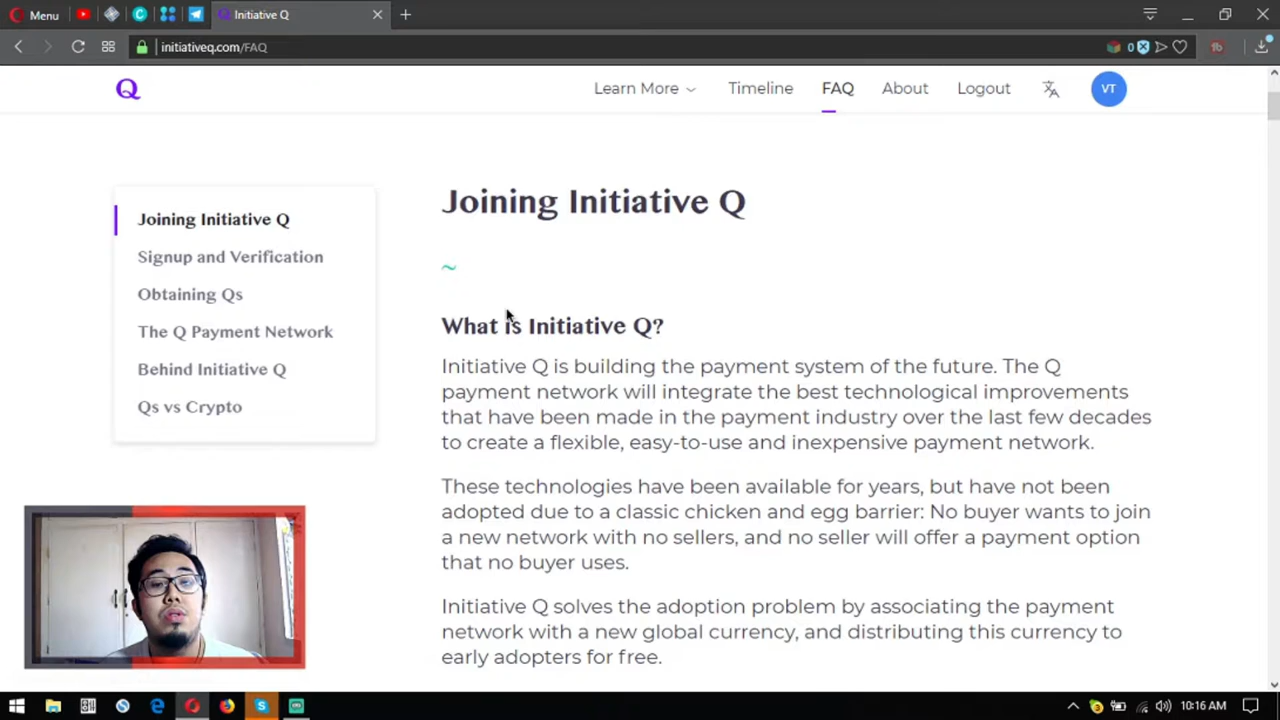 Menu
Initiative Q
initiativeq.com/FAQ
0
Q
Learn More
Timeline
FAQ
About
Logout
VT
Joining Initiative Q
Signup and Verification
Obtaining Qs
The Q Payment Network
Behind Initiative Q
Qs vs Crypto
Joining Initiative Q
~
What is Initiative Q?
Initiative Q is building the payment system of the future. The Q
payment network will integrate the best technological improvements
that have been made in the payment industry over the last few decades
to create a flexible, easy-to-use and inexpensive payment network.
These technologies have been available for years, but have not been
adopted due to a classic chicken and egg barrier: No buyer wants to join
a new network with no sellers, and no seller will offer a payment option
that no buyer uses.
Initiative Q solves the adoption problem by associating the payment
network with a new global currency, and distributing this currency to
early adopters for free.
10:16 AM